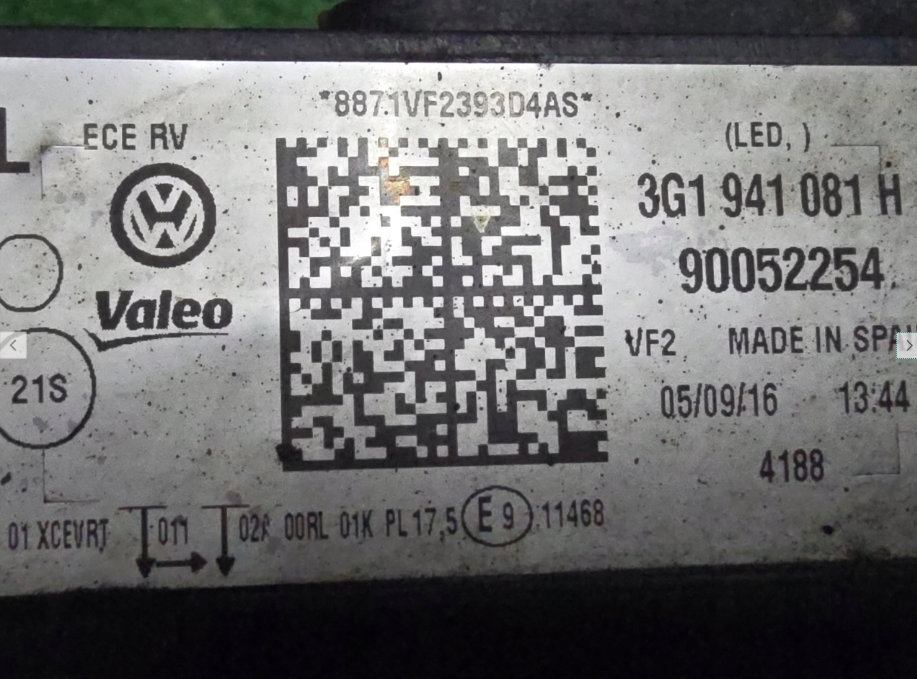 *8871VF2393D4AS*
L
ECE RV
(LED, )
3G1 941 081 H
90052254
Valeo
VF2 MADE IN SPA
21S
05/09/16 13:44
4188
01 XCEVRT 011 00RL 01K PL 17,5 E 9 11468